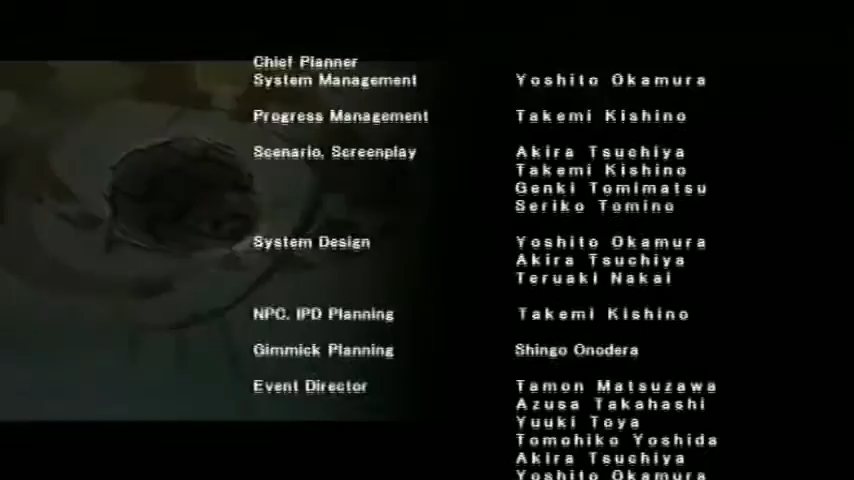 Chief Planner
System Management Yoshito Okamura
Progress Management Takemi Kishino
Scenario, Screenplay Akira Tsuchiya
Takemi Kishino
Genki Tomimatsu
Seriko Tomino
System Design Yoshito Okamura
Akira Tsuchiya
Teruaki Nakai
NPC, IPD Planning Takemi Kishino
Gimmick Planning Shingo Onodera
Event Director Tamon Matsuzawa
Azusa Takahashi
Yuuki Toya
Tomohiko Yoshida
Akira Tsuchiya
Yoshito Okamura